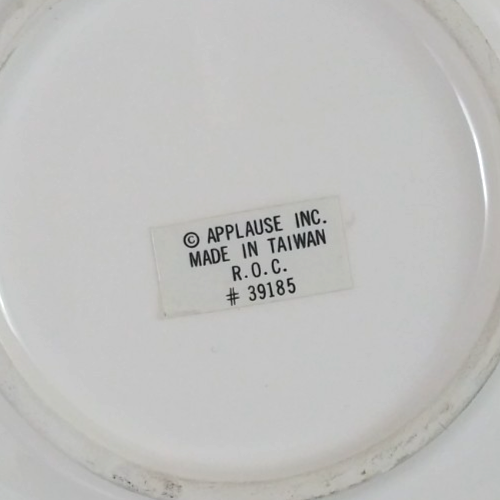 © APPLAUSE INC.
MADE IN TAIWAN
R.O.C.
# 39185